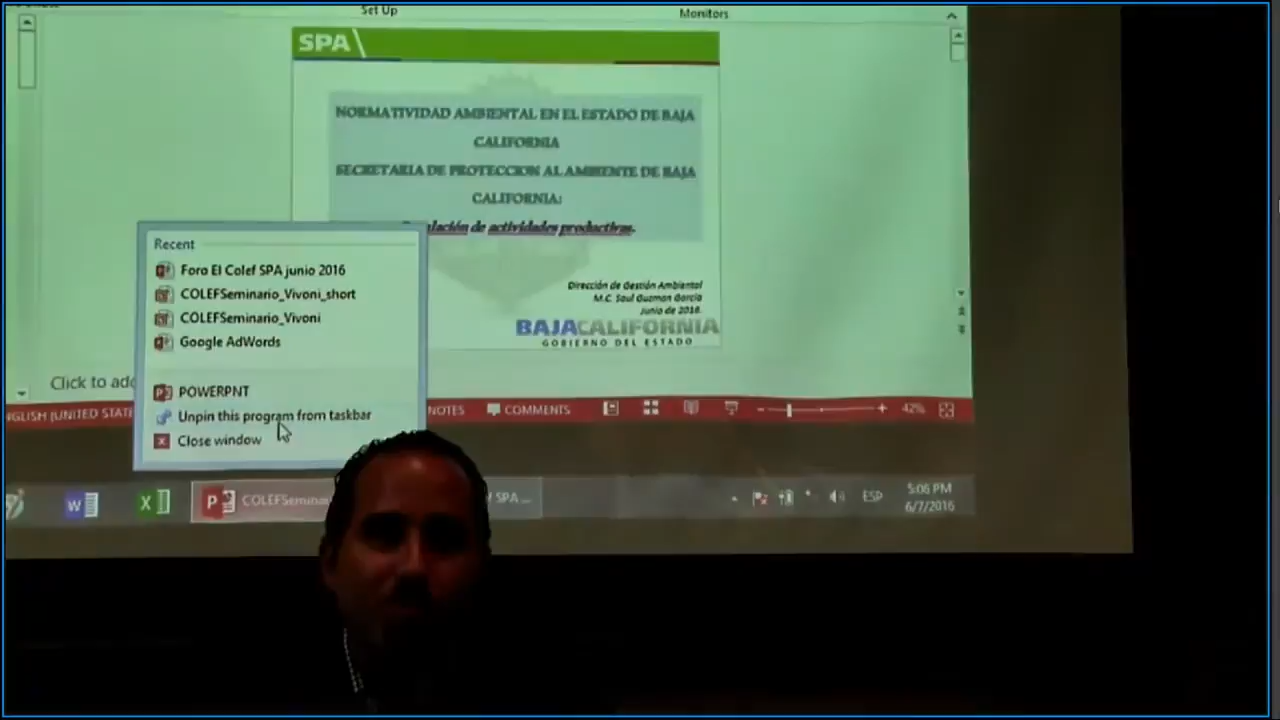 Set Up
Monitors
SPA
NORMATIVIDAD AMBIENTAL EN EL ESTADO DE BAJA
CALIFORNIA
SECRETARIA DE PROTECCION AL AMBIENTE DE BAJA
CALIFORNIA:
de actividades productivas.
Dirección de Gestión Ambiental
M.C. Saul Guzman García
Junio de 2016.
BAJACALIFORNIA
GOBIERNO DEL ESTADO
Recent
Foro El Colef SPA junio 2016
COLEFSeminario_Vivoni_short
COLEFSeminario_Vivoni
Google AdWords
POWERPNT
Unpin this program from taskbar
Close window
Click to
NOTES
COMMENTS
42%
SPA ...
ESP
5:06 PM
6/7/2016